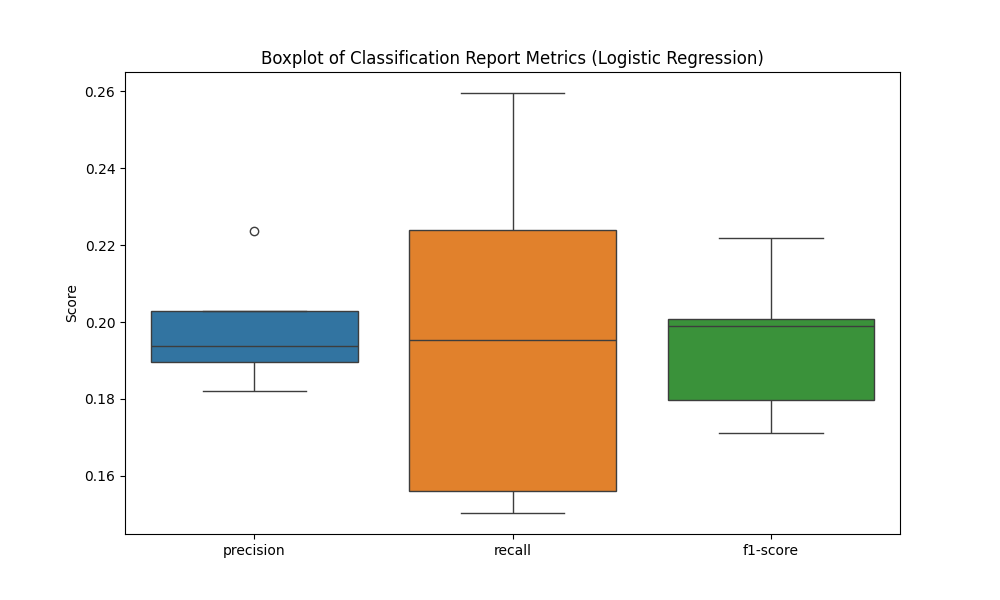 Boxplot of Classification Report Metrics (Logistic Regression)
Score
0.26
0.24
0.22
0.20
0.18
0.16
precision recall f1-score